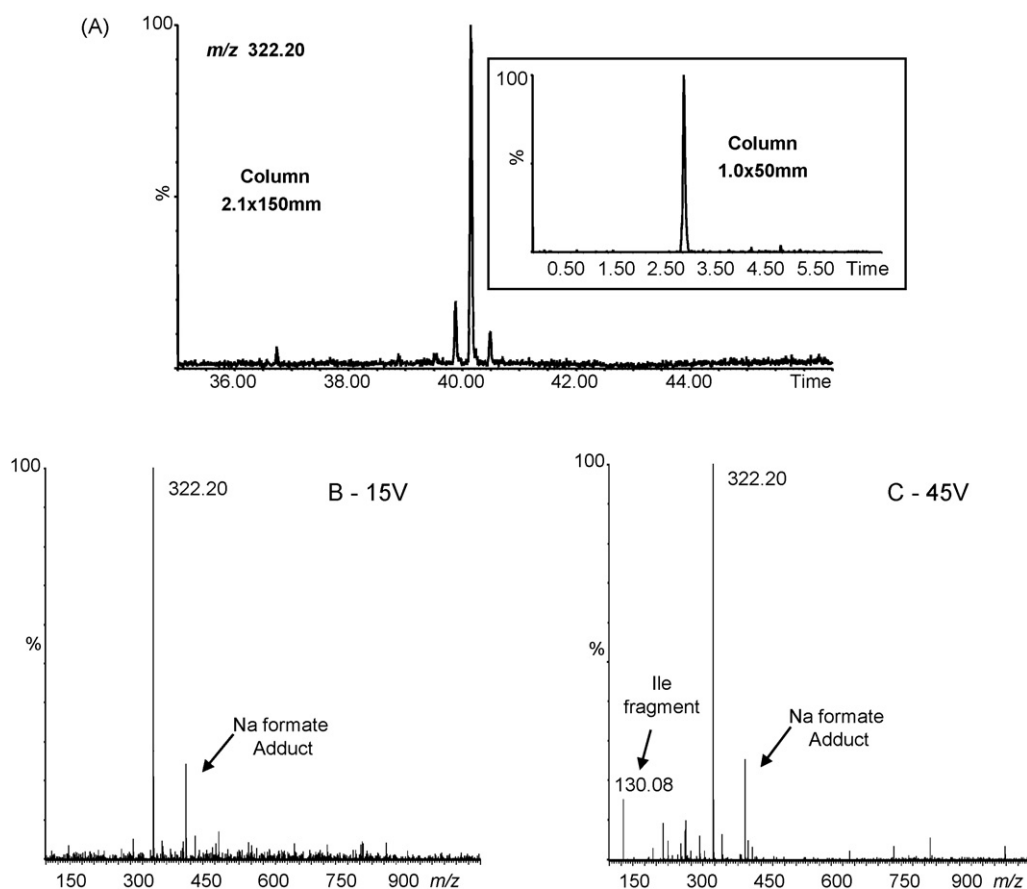 (A)
100
m/z 322.20
Column
2.1x150mm
%
36.00 38.00 40.00 42.00 44.00 Time
100
Column
1.0x50mm
%
0.50 1.50 2.50 3.50 4.50 5.50 Time
100
322.20
B - 15V
%
Na formate
Adduct
150 300 450 600 750 900 m/z
100
322.20
C - 45V
%
Ile
fragment
Na formate
Adduct
130.08
150 300 450 600 750 900 m/z